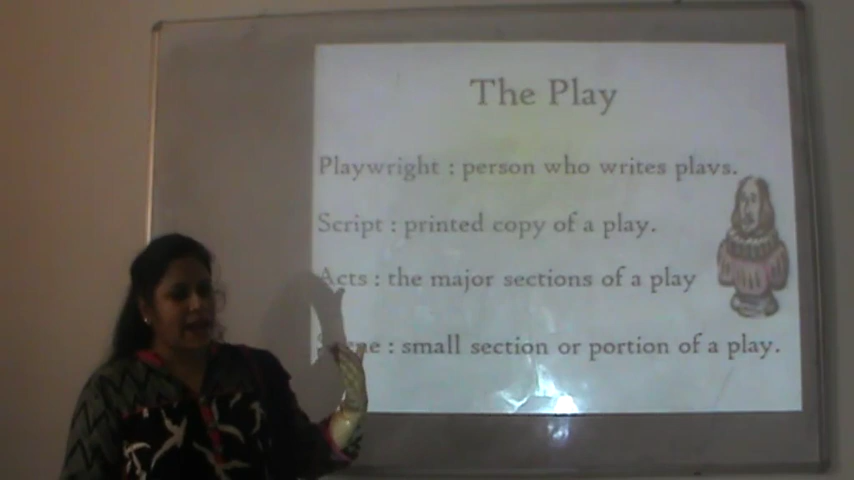 The Play
Playwright : person who writes plays.
Script : printed copy of a play.
Acts : the major sections of a play
: small section or portion of a play.